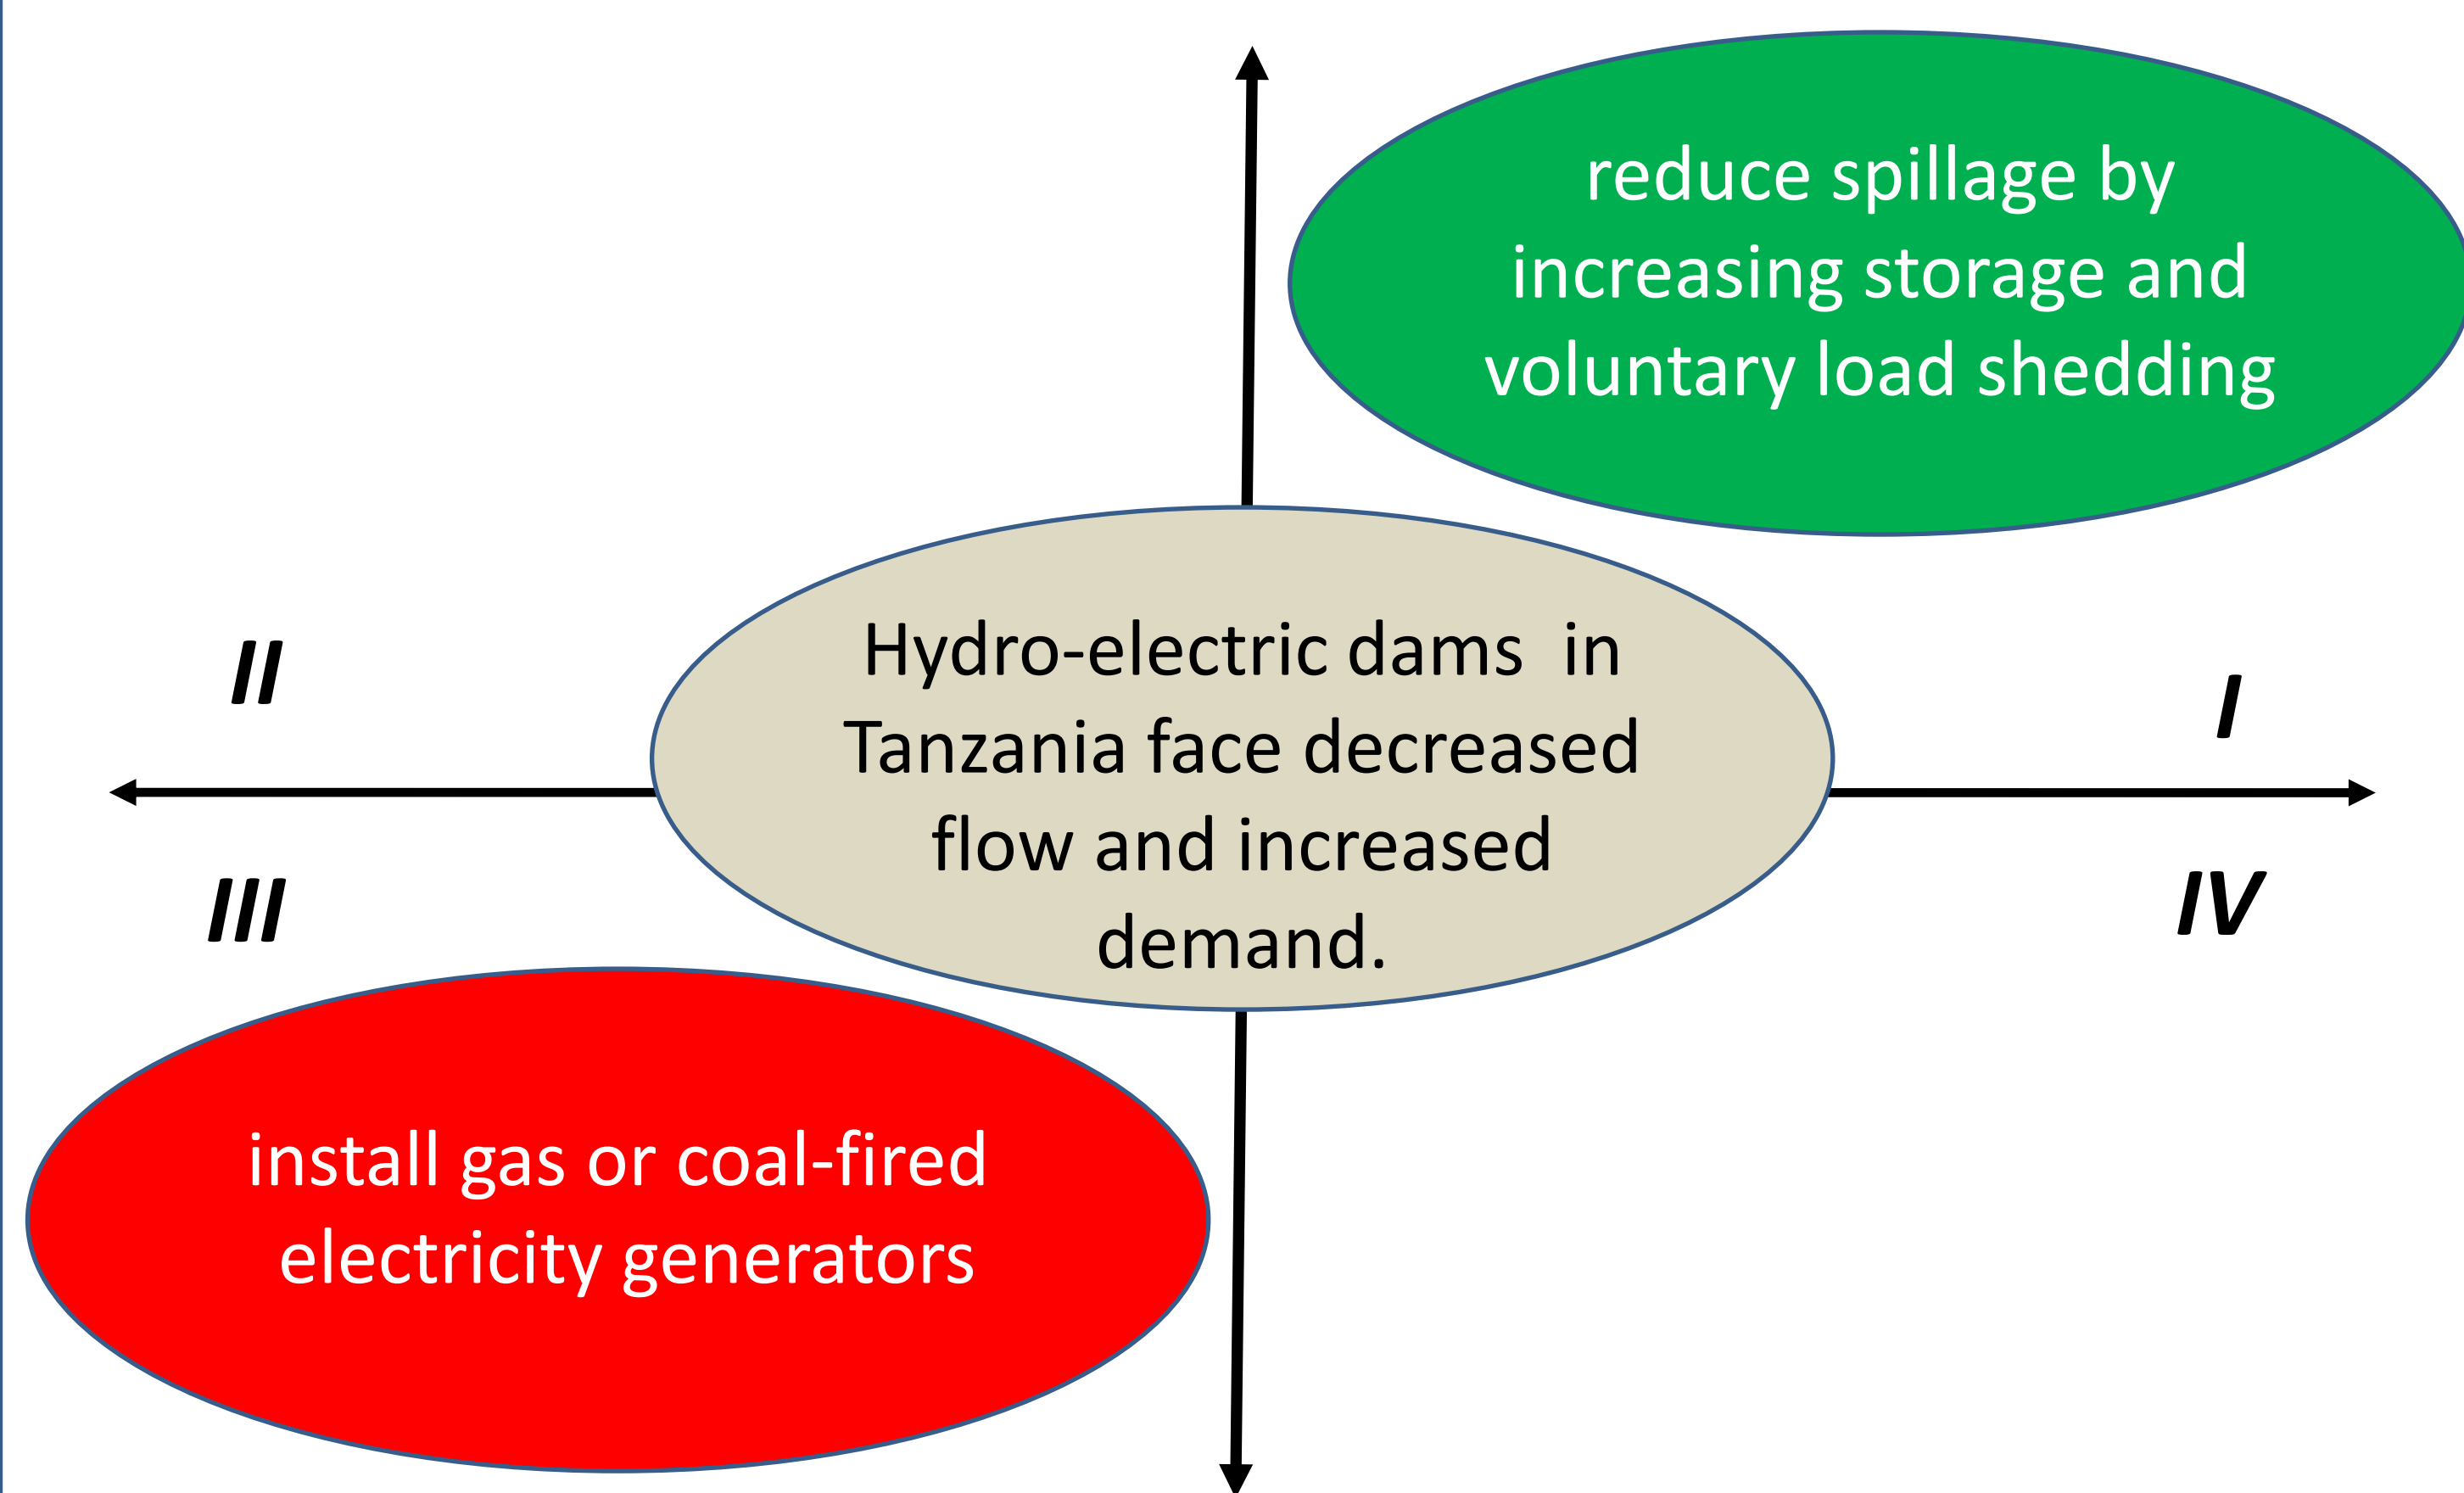 reduce spillage by
increasing storage and
voluntary load shedding
II
Hydro-electric dams  in
Tanzania face decreased
flow and increased
demand.
I
III
IV
install gas or coal-fired
electricity generators